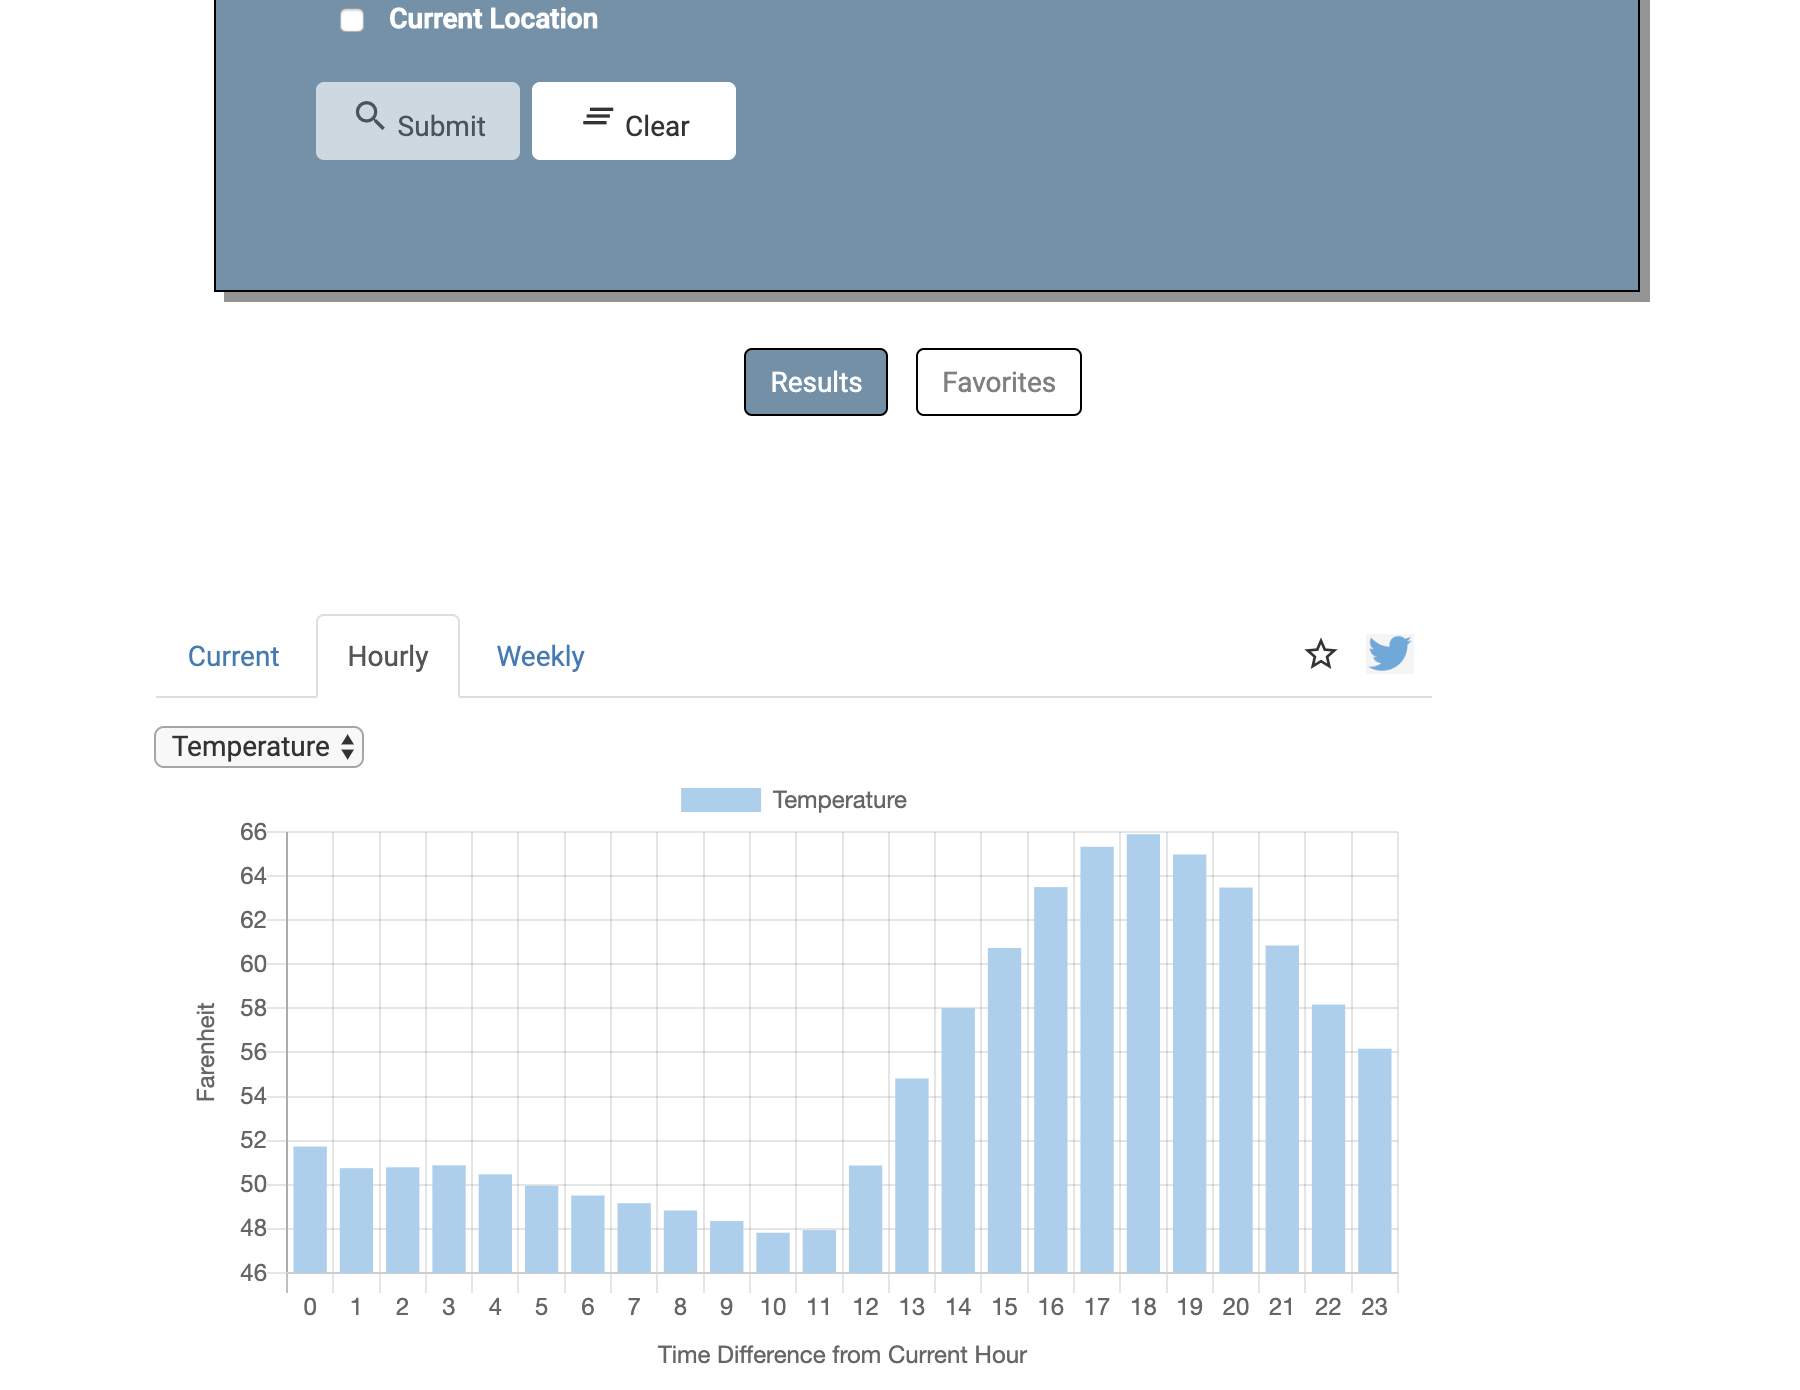 Current Location
Submit Clear
Results Favorites
Current Hourly Weekly
Temperature
Temperature
66
64
62
60
58
56
54
52
50
48
46
Farenheit
0 1 2 3 4 5 6 7 8 9 10 11 12 13 14 15 16 17 18 19 20 21 22 23
Time Difference from Current Hour